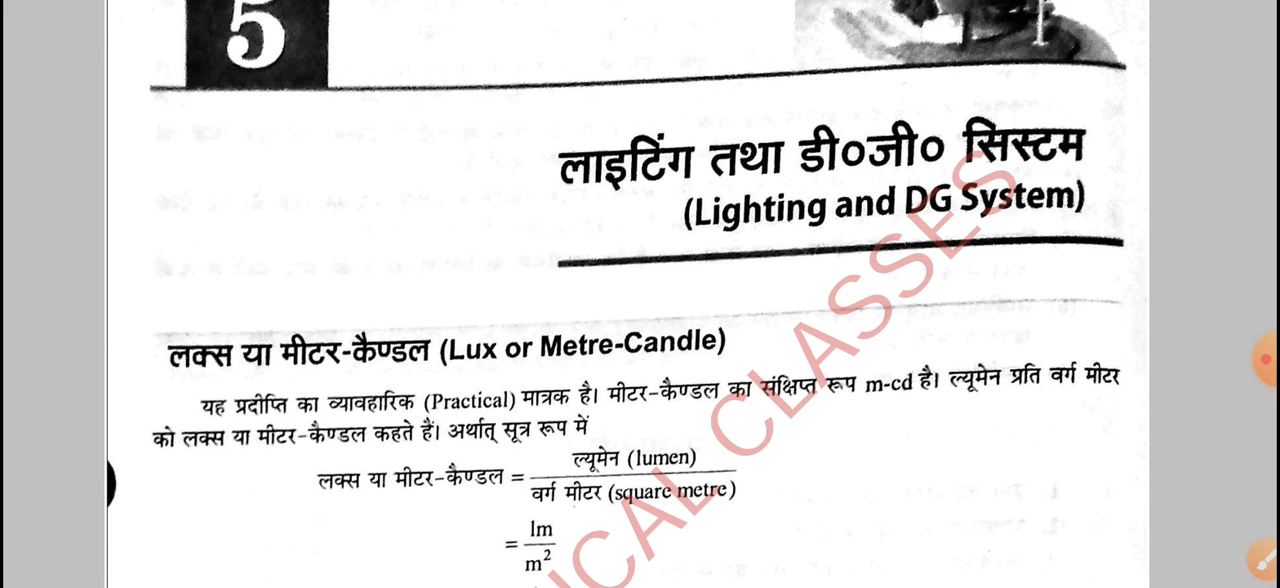 5
लाइटिंग तथा डी०जी० सिस्टम
(Lighting and DG System)
लक्स या मीटर-कैण्डल (Lux or Metre-Candle)
यह प्रदीप्ति का व्यावहारिक (Practical) मात्रक है। मीटर-कैण्डल का संक्षिप्त रूप m-cd है। ल्यूमेन प्रति वर्ग मीटर
को लक्स या मीटर-कैण्डल कहते हैं। अर्थात् सूत्र रूप में
लक्स या मीटर-कैण्डल = ल्यूमेन (lumen)
वर्ग मीटर (square metre)
= lm
m²
ICAL CLASSES